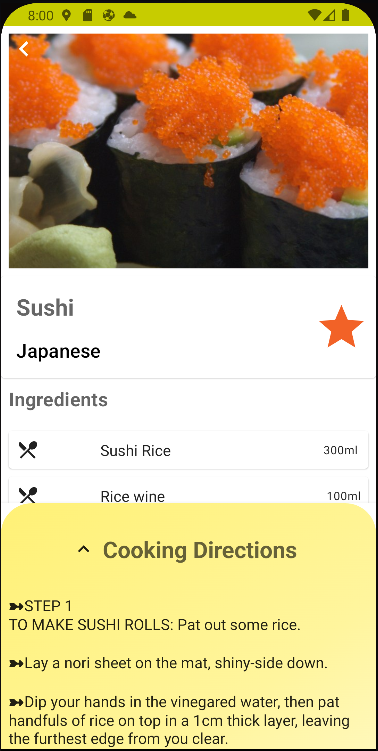 8:00
Sushi
Japanese
Ingredients
Sushi Rice 300ml
Rice wine 100ml
Cooking Directions
➽STEP 1
TO MAKE SUSHI ROLLS: Pat out some rice.
➽Lay a nori sheet on the mat, shiny-side down.
➽Dip your hands in the vinegared water, then pat
handfuls of rice on top in a 1cm thick layer, leaving
the furthest edge from you clear.